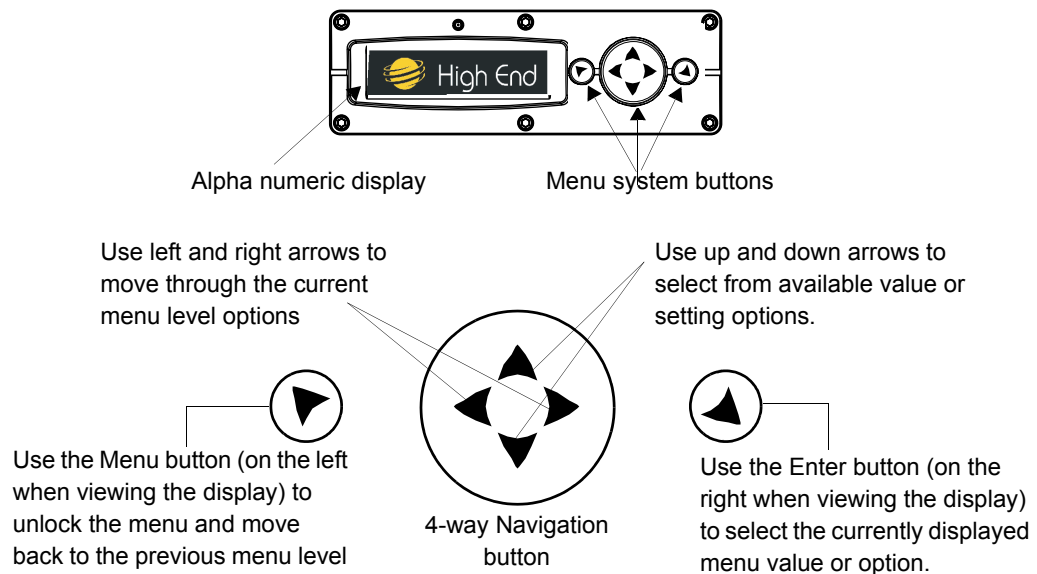 High End
Alpha numeric display
Menu system buttons
Use left and right arrows to
move through the current
menu level options
Use up and down arrows to
select from available value or
setting options.
Use the Menu button (on the left
when viewing the display) to
unlock the menu and move
back to the previous menu level
4-way Navigation
button
Use the Enter button (on the
right when viewing the display)
to select the currently displayed
menu value or option.